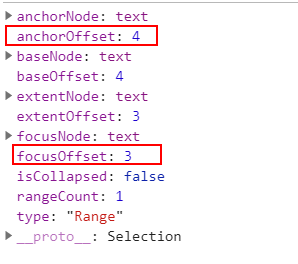 anchorNode: text
anchorOffset: 4
baseNode: text
baseOffset: 4
extentNode: text
extentOffset: 3
focusNode: text
focusOffset: 3
isCollapsed: false
rangeCount: 1
type: "Range"
__proto__: Selection